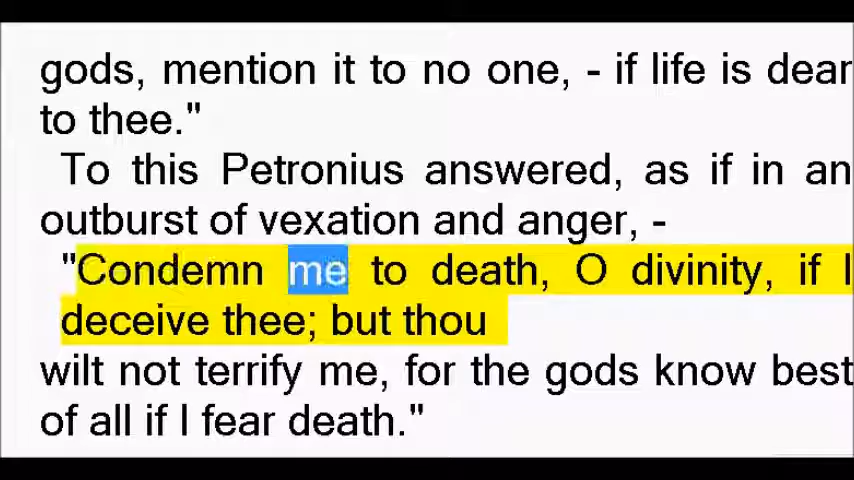 gods, mention it to no one, - if life is dear
to thee."
To this Petronius answered, as if in an
outburst of vexation and anger, -
"Condemn me to death, O divinity, if I
deceive thee; but thou
wilt not terrify me, for the gods know best
of all if I fear death."